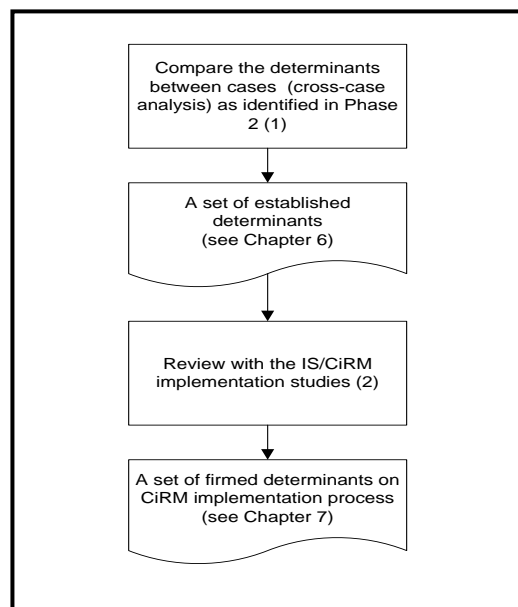 Compare the determinants
between cases (cross-case
analysis) as identified in Phase
2 (1)
A set of established
determinants
(see Chapter 6)
Review with the IS/CiRM
implementation studies (2)
A set of firmed determinants on
CiRM implementation process
(see Chapter 7)